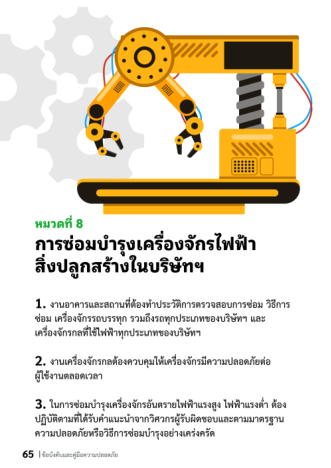 หมวดที่ 8
การซ่อมบำรุงเครื่องจักรไฟฟ้า
สิ่งปลูกสร้างในบริษัทฯ
1. งานอาคารและสถานที่ต้องทำประวัติการตรวจสอบการซ่อม วิธีการ
ซ่อม เครื่องจักรรถบรรทุก รวมถึงรถทุกประเภทของบริษัทฯ และ
เครื่องจักรกลที่ใช้ไฟฟ้าทุกประเภทของบริษัทฯ
2. งานเครื่องจักรกลต้องควบคุมให้เครื่องจักรมีความปลอดภัยต่อ
ผู้ใช้งานตลอดเวลา
3. ในการซ่อมบำรุงเครื่องจักรอันตรายไฟฟ้าแรงสูง ไฟฟ้าแรงต่ำ ต้อง
ปฏิบัติตามที่ได้รับคำแนะนำจากวิศวกรผู้รับผิดชอบและตามมาตรฐาน
ความปลอดภัยหรือวิธีการซ่อมบำรุงอย่างเคร่งครัด
65 | ข้อบังคับและคู่มือความปลอดภัย